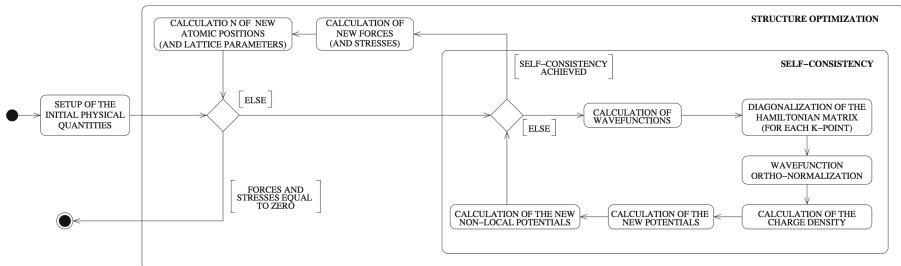 STRUCTURE OPTIMIZATION
CALCULATIO N OF NEW
ATOMIC POSITIONS
(AND LATTICE PARAMETERS)
CALCULATION OF
NEW FORCES
(AND STRESSES)
SELF-CONSISTENCY
ACHIEVED
SELF-CONSISTENCY
SETUP OF THE
INITIAL PHYSICAL
QUANTITIES
ELSE
ELSE
CALCULATION OF
WAVEFUNCTIONS
DIAGONALIZATION OF THE
HAMILTONIAN MATRIX
(FOR EACH K-POINT)
WAVEFUNCTION
ORTHO-NORMALIZATION
FORCES AND
STRESSES EQUAL
TO ZERO
CALCULATION OF THE NEW
NON-LOCAL POTENTIALS
CALCULATION OF THE
NEW POTENTIALS
CALCULATION OF THE
CHARGE DENSITY